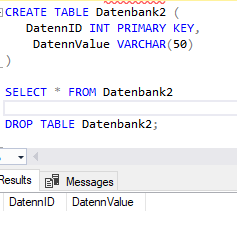 CREATE TABLE Datenbank2 (
DatennID INT PRIMARY KEY,
DatennValue VARCHAR(50)
)
SELECT * FROM Datenbank2
DROP TABLE Datenbank2;
Results Messages
DatennID DatennValue